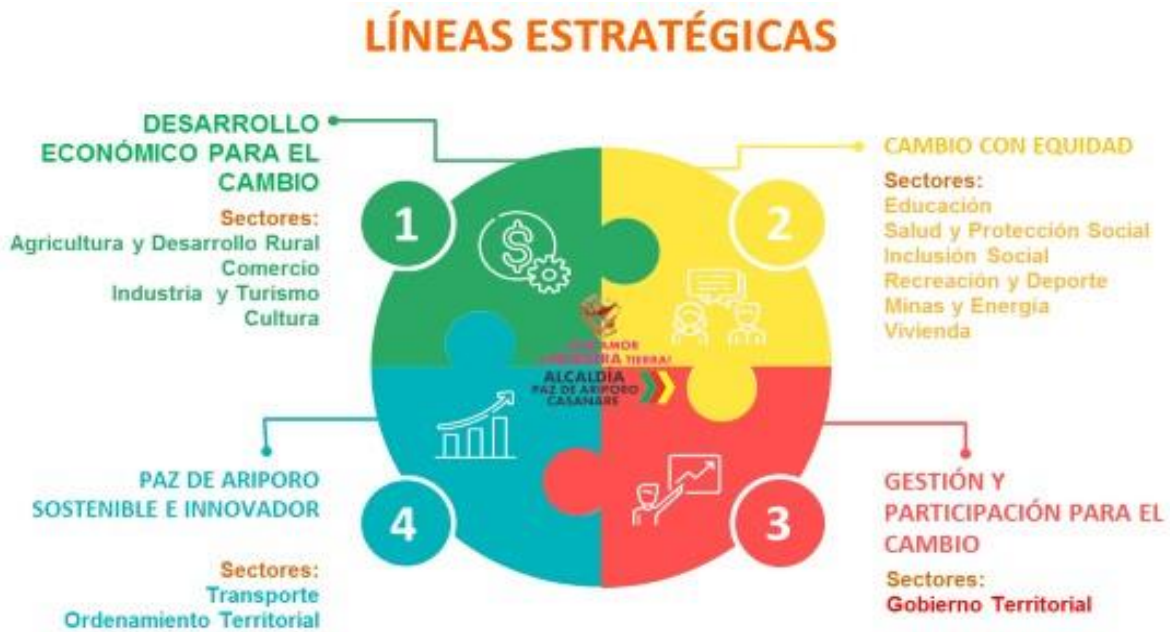 LÍNEAS ESTRATÉGICAS
DESARROLLO
ECONÓMICO PARA EL
CAMBIO
Sectores:
Agricultura y Desarrollo Rural
Comercio
Industria y Turismo
Cultura
1
2
CAMBIO CON EQUIDAD
Sectores:
Educación
Salud y Protección Social
Inclusión Social
Recreación y Deporte
Minas y Energía
Vivienda
$
AMOR
TIERRA!
ALCALDÍA
PAZ DE ARIPORO
CASANARE
PAZ DE ARIPORO
SOSTENIBLE E INNOVADOR
4
Sectores:
Transporte
Ordenamiento Territorial
3
GESTIÓN Y
PARTICIPACIÓN PARA EL
CAMBIO
Sectores:
Gobierno Territorial